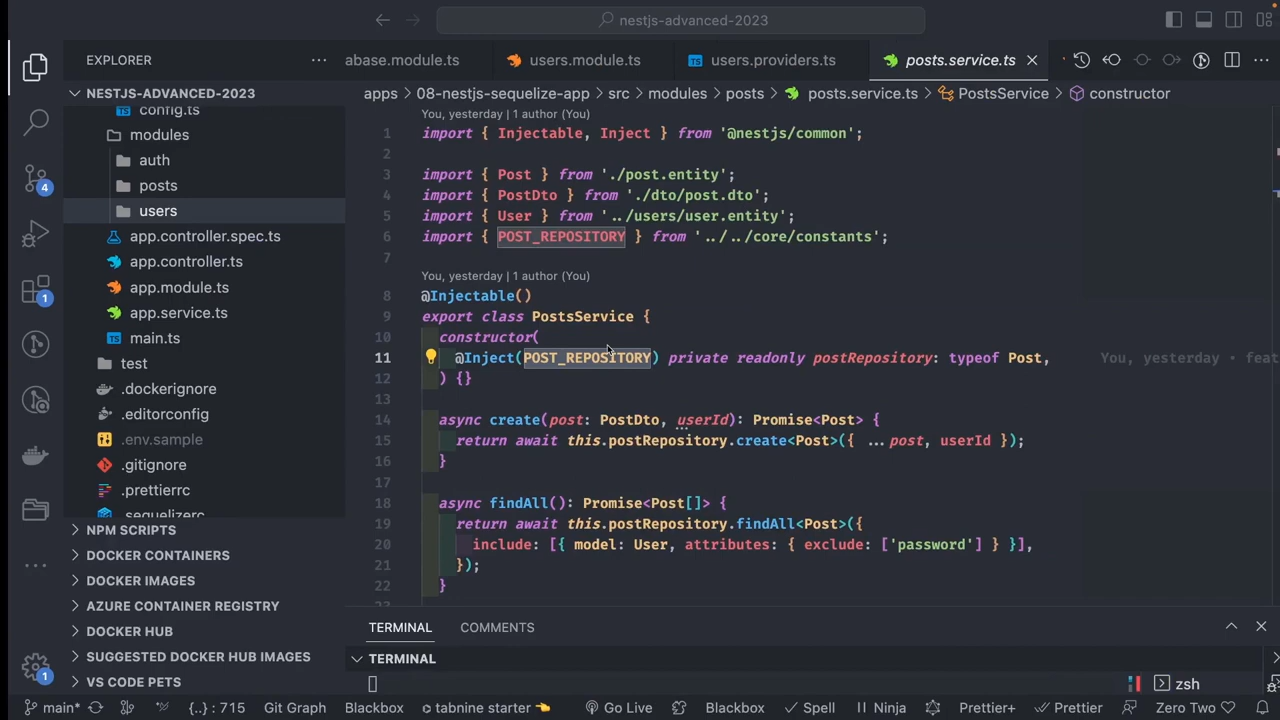 nestjs-advanced-2023
EXPLORER
abase.module.ts
users.module.ts
TS users.providers.ts
posts.service.ts
NESTJS-ADVANCED-2023
TS config.ts
modules
auth
posts
users
app.controller.spec.ts
app.controller.ts
app.module.ts
app.service.ts
TS main.ts
test
.dockerignore
.editorconfig
.env.sample
.gitignore
.prettierrc
.sequelizerc
NPM SCRIPTS
DOCKER CONTAINERS
DOCKER IMAGES
AZURE CONTAINER REGISTRY
DOCKER HUB
SUGGESTED DOCKER HUB IMAGES
VS CODE PETS
4
1
1
apps > 08-nestjs-sequelize-app > src > modules > posts > posts.service.ts > PostsService > constructor
You, yesterday | 1 author (You)
1 import { Injectable, Inject } from '@nestjs/common';
2
3 import { Post } from './post.entity';
4 import { PostDto } from './dto/post.dto';
5 import { User } from '../users/user.entity';
6 import { POST_REPOSITORY } from '../../core/constants';
7
You, yesterday | 1 author (You)
8 @Injectable()
9 export class PostsService {
10 constructor(
11 @Inject(POST_REPOSITORY) private readonly postRepository: typeof Post, You, yesterday • feat
12 ) {}
13
14 async create(post: PostDto, userId): Promise<Post> {
15 return await this.postRepository.create<Post>({ ...post, userId });
16 }
17
18 async findAll(): Promise<Post[]> {
19 return await this.postRepository.findAll<Post>({
20 include: [{ model: User, attributes: { exclude: ['password'] } }],
21 });
22 }
23
TERMINAL COMMENTS
TERMINAL
zsh
main* {..} : 715 Git Graph Blackbox tabnine starter 👈 Go Live Blackbox Spell Ninja Prettier+ Prettier Zero Two